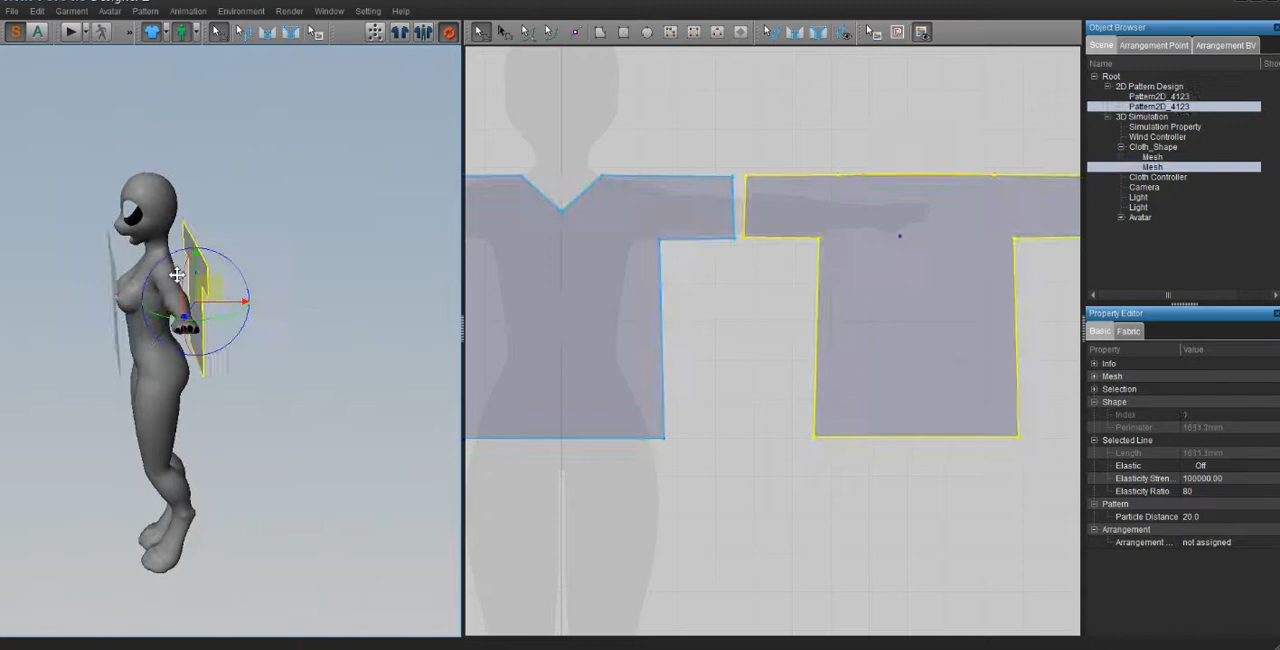 File Edit Garment Avatar Pattern Animation Environment Render Window Setting Help
S A
Object Browser
Scene Arrangement Point Arrangement BV
Name Sho
Root
2D Pattern Design
Pattern2D_4123
Pattern2D_4123
3D Simulation
Simulation Property
Wind Controller
Cloth_Shape
Mesh
Mesh
Cloth Controller
Camera
Light
Light
Avatar
Property Editor
Basic Fabric
Property Value
Info
Mesh
Selection
Shape
Index
Perimeter
Selected Line
Length
Elastic Off
Elasticity Stren... 100000.00
Elasticity Ratio 80
Pattern
Particle Distance 20.0
Arrangement
Arrangement ... not assigned